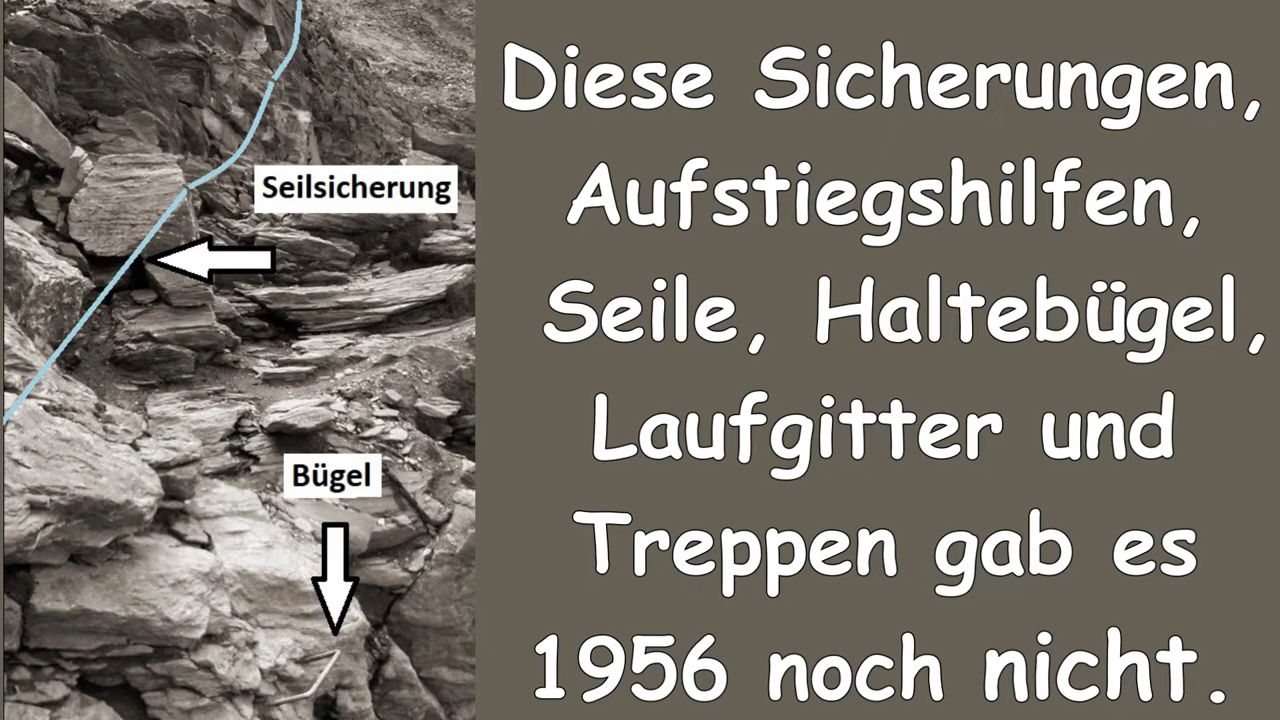 Seilsicherung
Bügel
Diese Sicherungen,
Aufstiegshilfen,
Seile, Haltebügel,
Laufgitter und
Treppen gab es
1956 noch nicht.